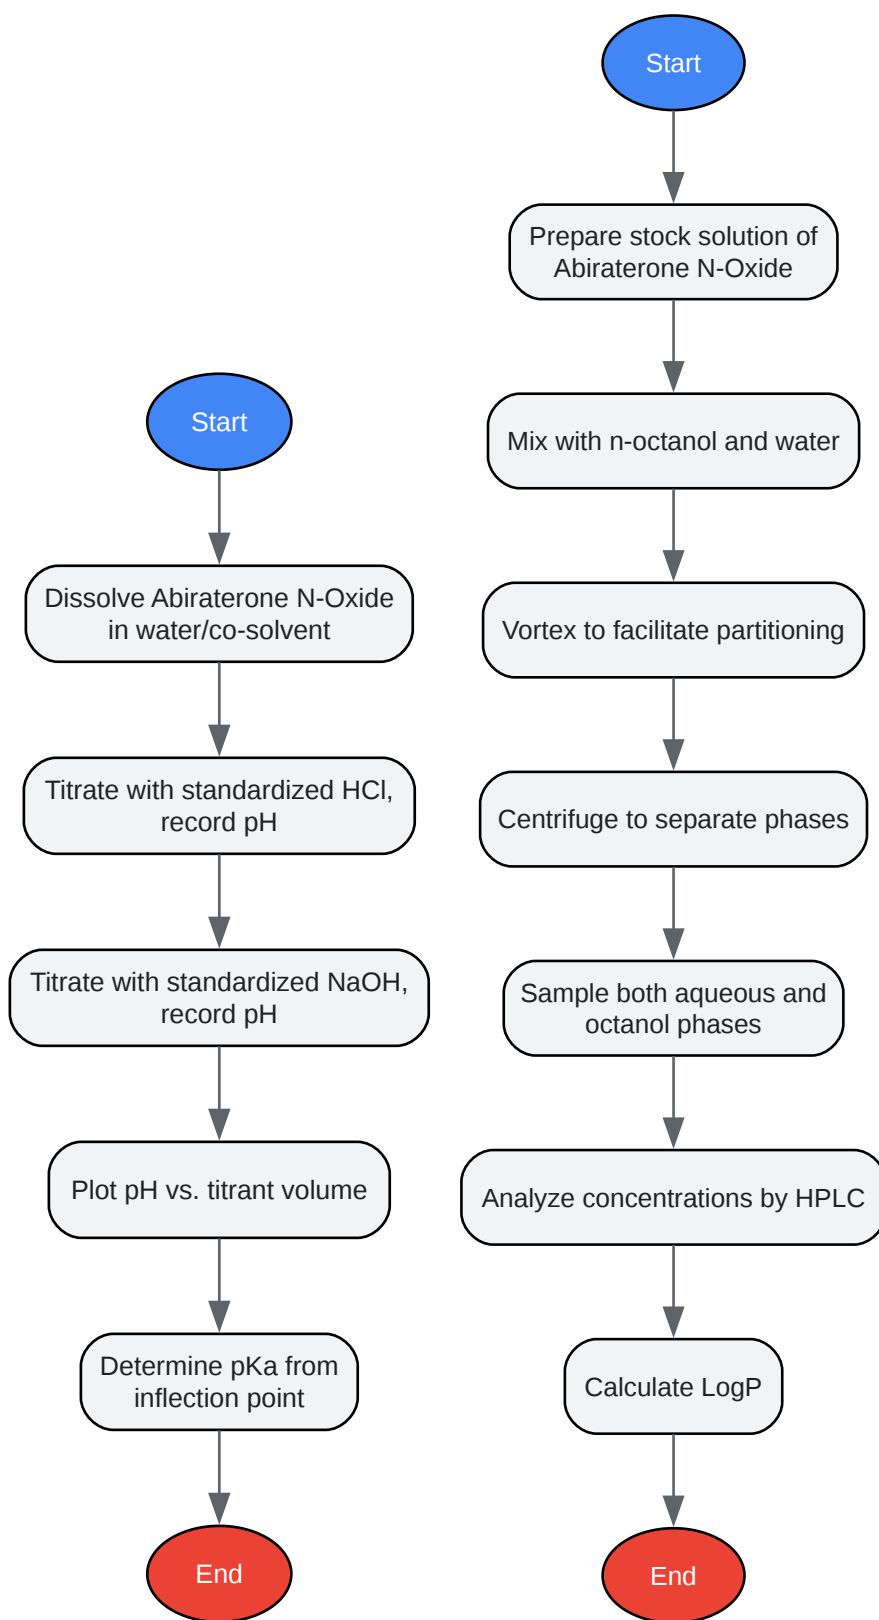 Start
Dissolve Abiraterone N-Oxide
in water/co-solvent
Titrate with standardized HCl,
record pH
Titrate with standardized NaOH,
record pH
Plot pH vs. titrant volume
Determine pKa from
inflection point
End
Start
Prepare stock solution of
Abiraterone N-Oxide
Mix with n-octanol and water
Vortex to facilitate partitioning
Centrifuge to separate phases
Sample both aqueous and
octanol phases
Analyze concentrations by HPLC
Calculate LogP
End